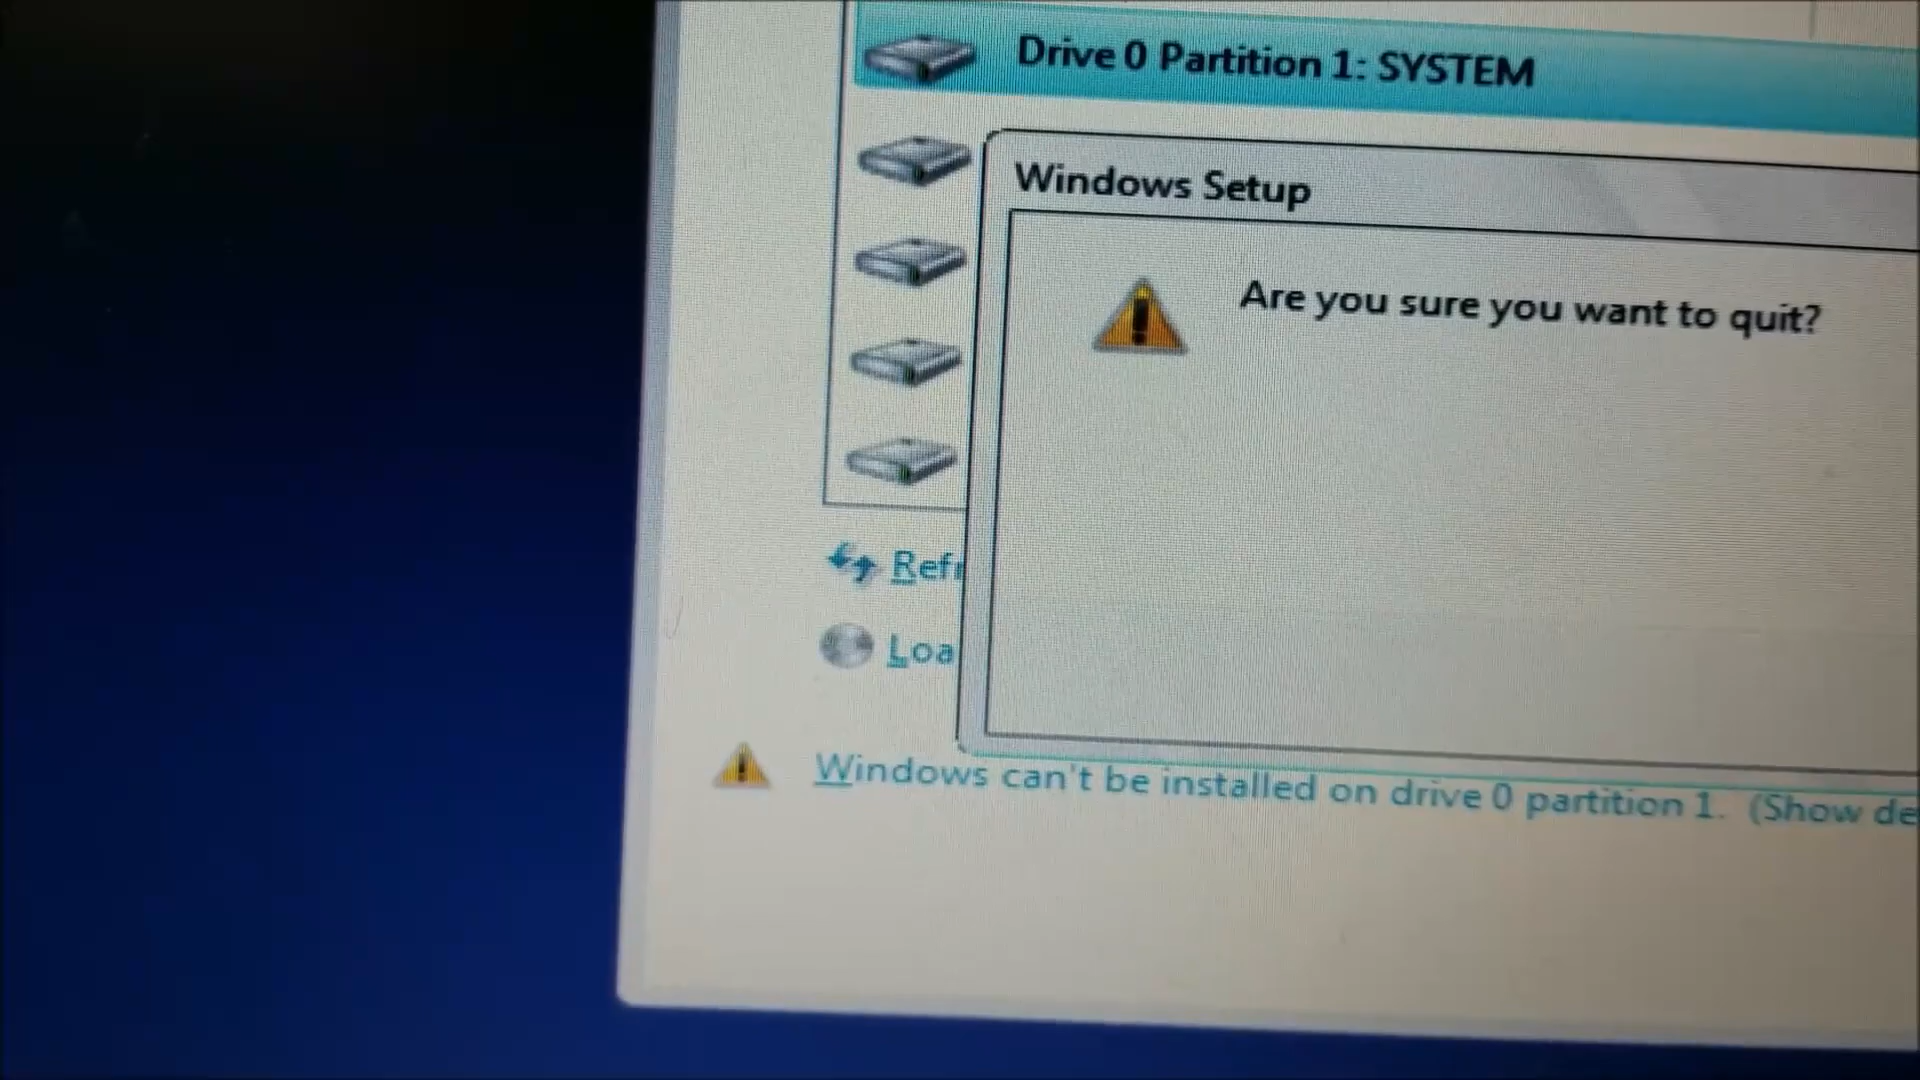 Drive 0 Partition 1: SYSTEM
Windows Setup
Are you sure you want to quit?
Refr
Loa
Windows can't be installed on drive 0 partition 1. (Show de